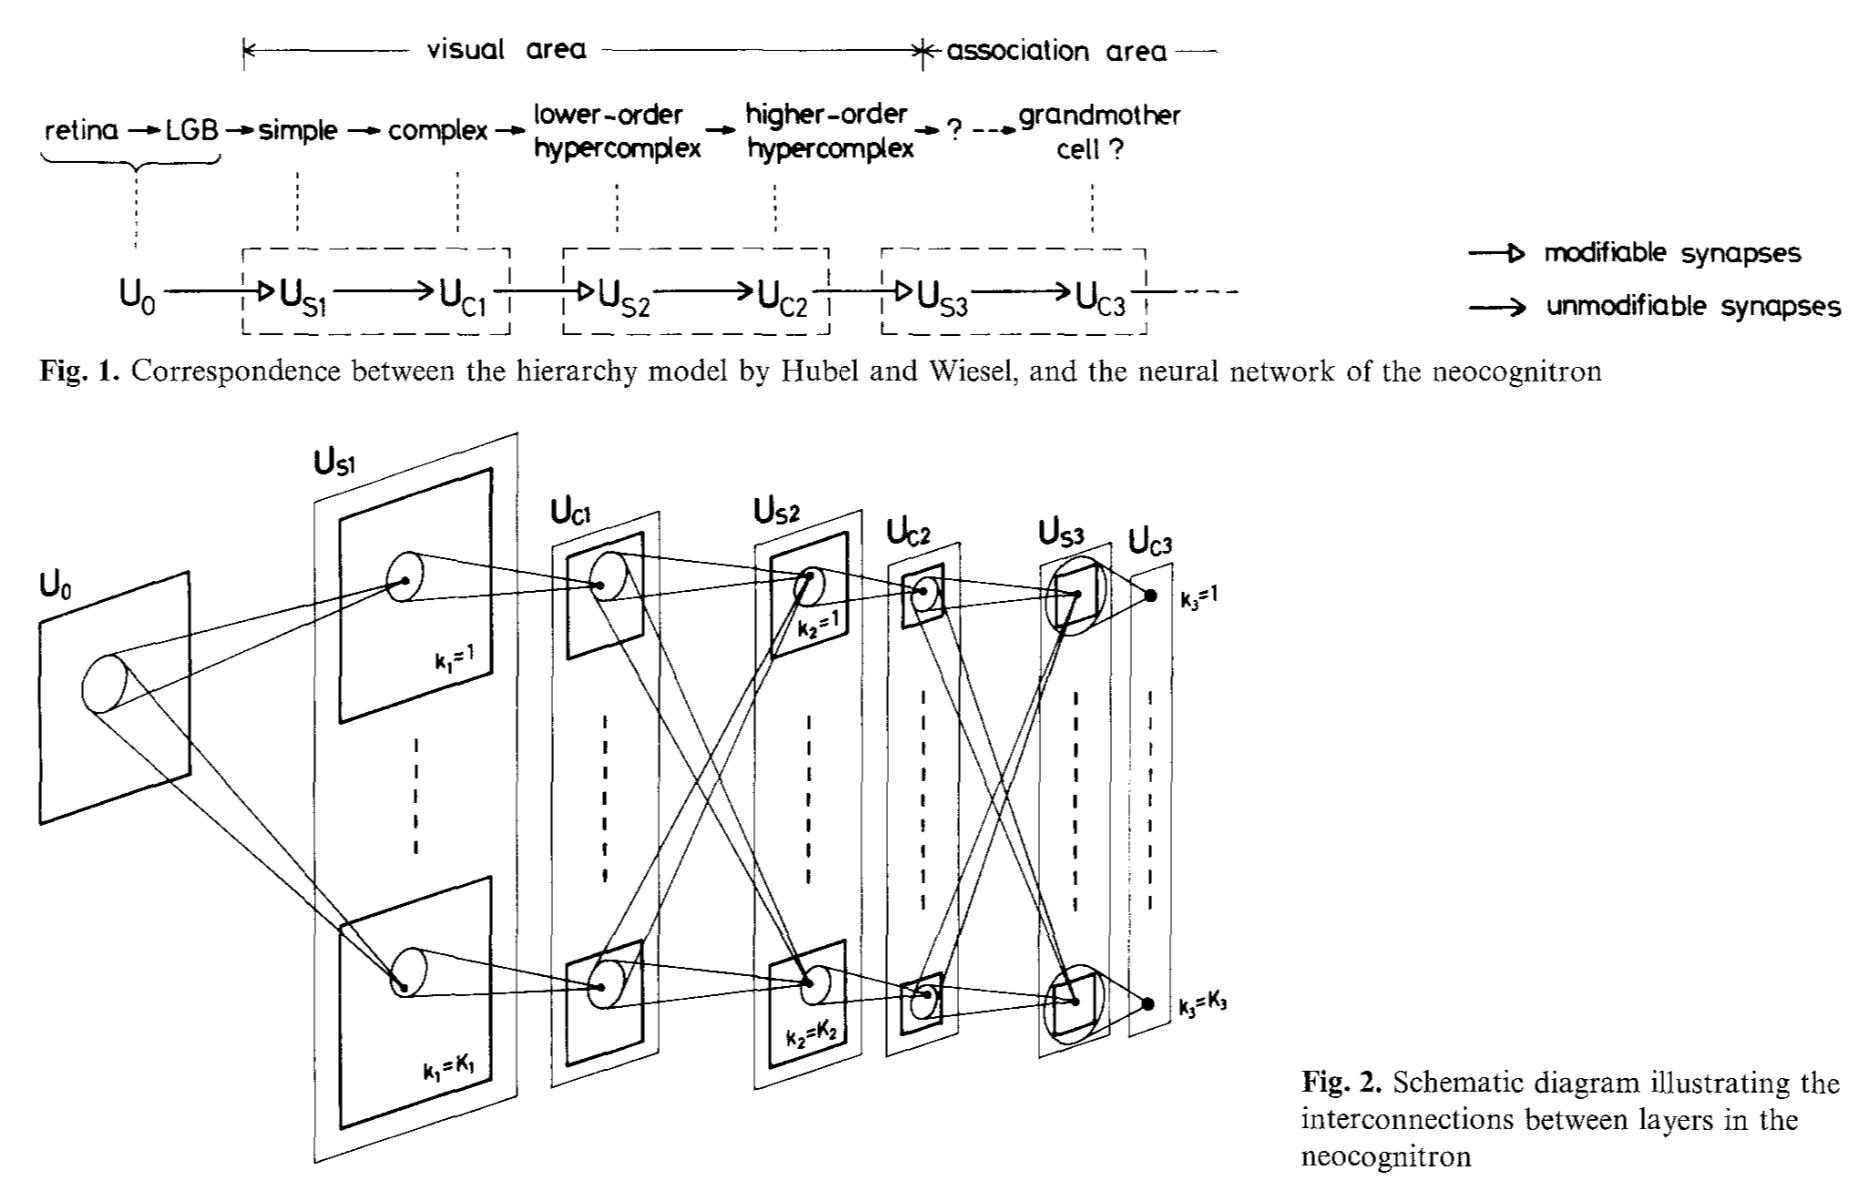 visual area association area
retina → LGB → simple → complex → lower-order hypercomplex → higher-order hypercomplex → ? --→ grandmother cell ?
U0 US1 UC1 US2 UC2 US3 UC3
modifiable synapses
unmodifiable synapses
Fig. 1. Correspondence between the hierarchy model by Hubel and Wiesel, and the neural network of the neocognitron
U0
US1
k1=1
k1=K1
UC1
US2
k2=1
k2=K2
UC2
US3
UC3
k3=1
k3=K3
Fig. 2. Schematic diagram illustrating the
interconnections between layers in the
neocognitron